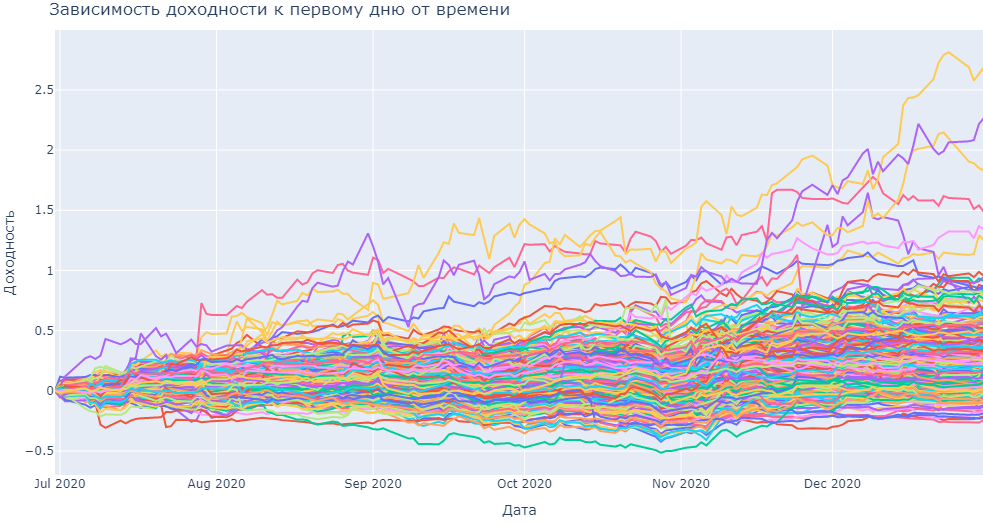 Зависимость доходности к первому дню от времени
2.5
2
1.5
1
0.5
0
−0.5
Доходность
Jul 2020
Aug 2020
Sep 2020
Oct 2020
Nov 2020
Dec 2020
Дата